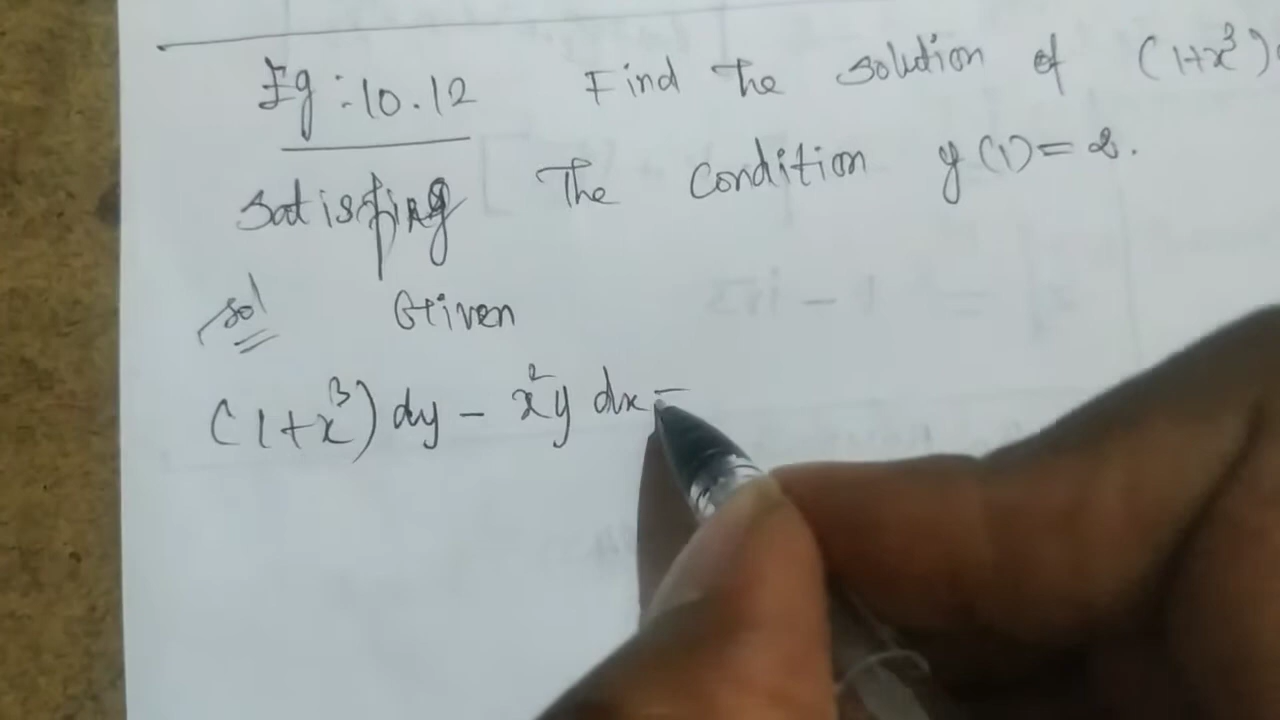 Eg :- 10.12 Find the solution of (1+x³)
satisfying The condition y(1) = 2.
sol Given
(1+x³) dy - x²y dx =